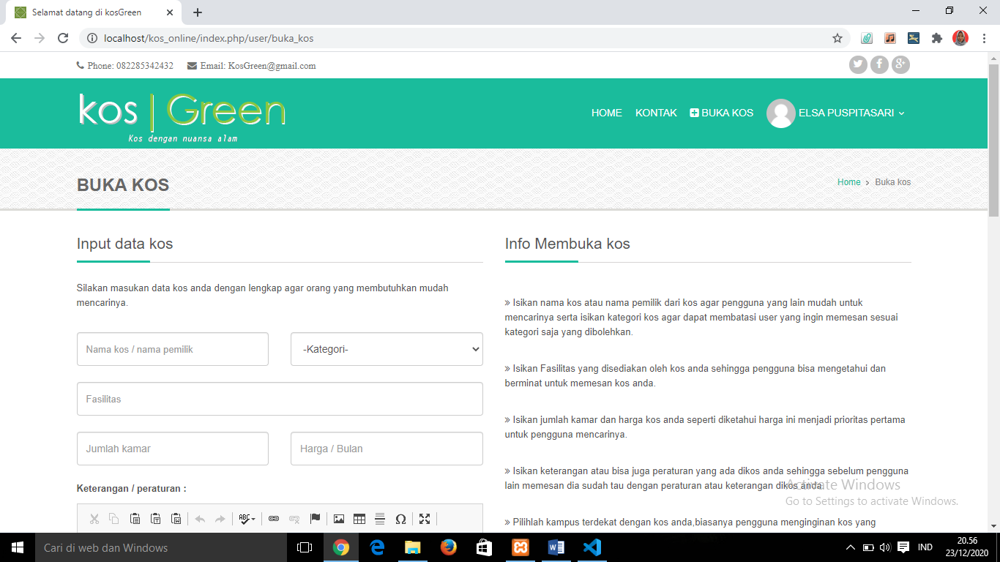 Selamat datang di kosGreen
localhost/kos_online/index.php/user/buka_kos
Phone: 082285342432 Email: KosGreen@gmail.com
kos | Green
Kos dengan nuansa alam
HOME KONTAK BUKA KOS ELSA PUSPITASARI
BUKA KOS
Home > Buka kos
Input data kos
Silakan masukan data kos anda dengan lengkap agar orang yang membutuhkan mudah
mencarinya.
Nama kos / nama pemilik
-Kategori-
Fasilitas
Jumlah kamar
Harga / Bulan
Keterangan / peraturan :
ABC
Info Membuka kos
» Isikan nama kos atau nama pemilik dari kos agar pengguna yang lain mudah untuk
mencarinya serta isikan kategori kos agar dapat membatasi user yang ingin memesan sesuai
kategori saja yang dibolehkan.
» Isikan Fasilitas yang disediakan oleh kos anda sehingga pengguna bisa mengetahui dan
berminat untuk memesan kos anda.
» Isikan jumlah kamar dan harga kos anda seperti diketahui harga ini menjadi prioritas pertama
untuk pengguna mencarinya.
» Isikan keterangan atau bisa juga peraturan yang ada dikos anda sehingga sebelum pengguna
lain memesan dia sudah tau dengan peraturan atau keterangan dikos anda.
» Pilihlah kampus terdekat dengan kos anda,biasanya pengguna menginginan kos yang
Activate Windows
Go to Settings to activate Windows.
Cari di web dan Windows
IND
20.56
23/12/2020